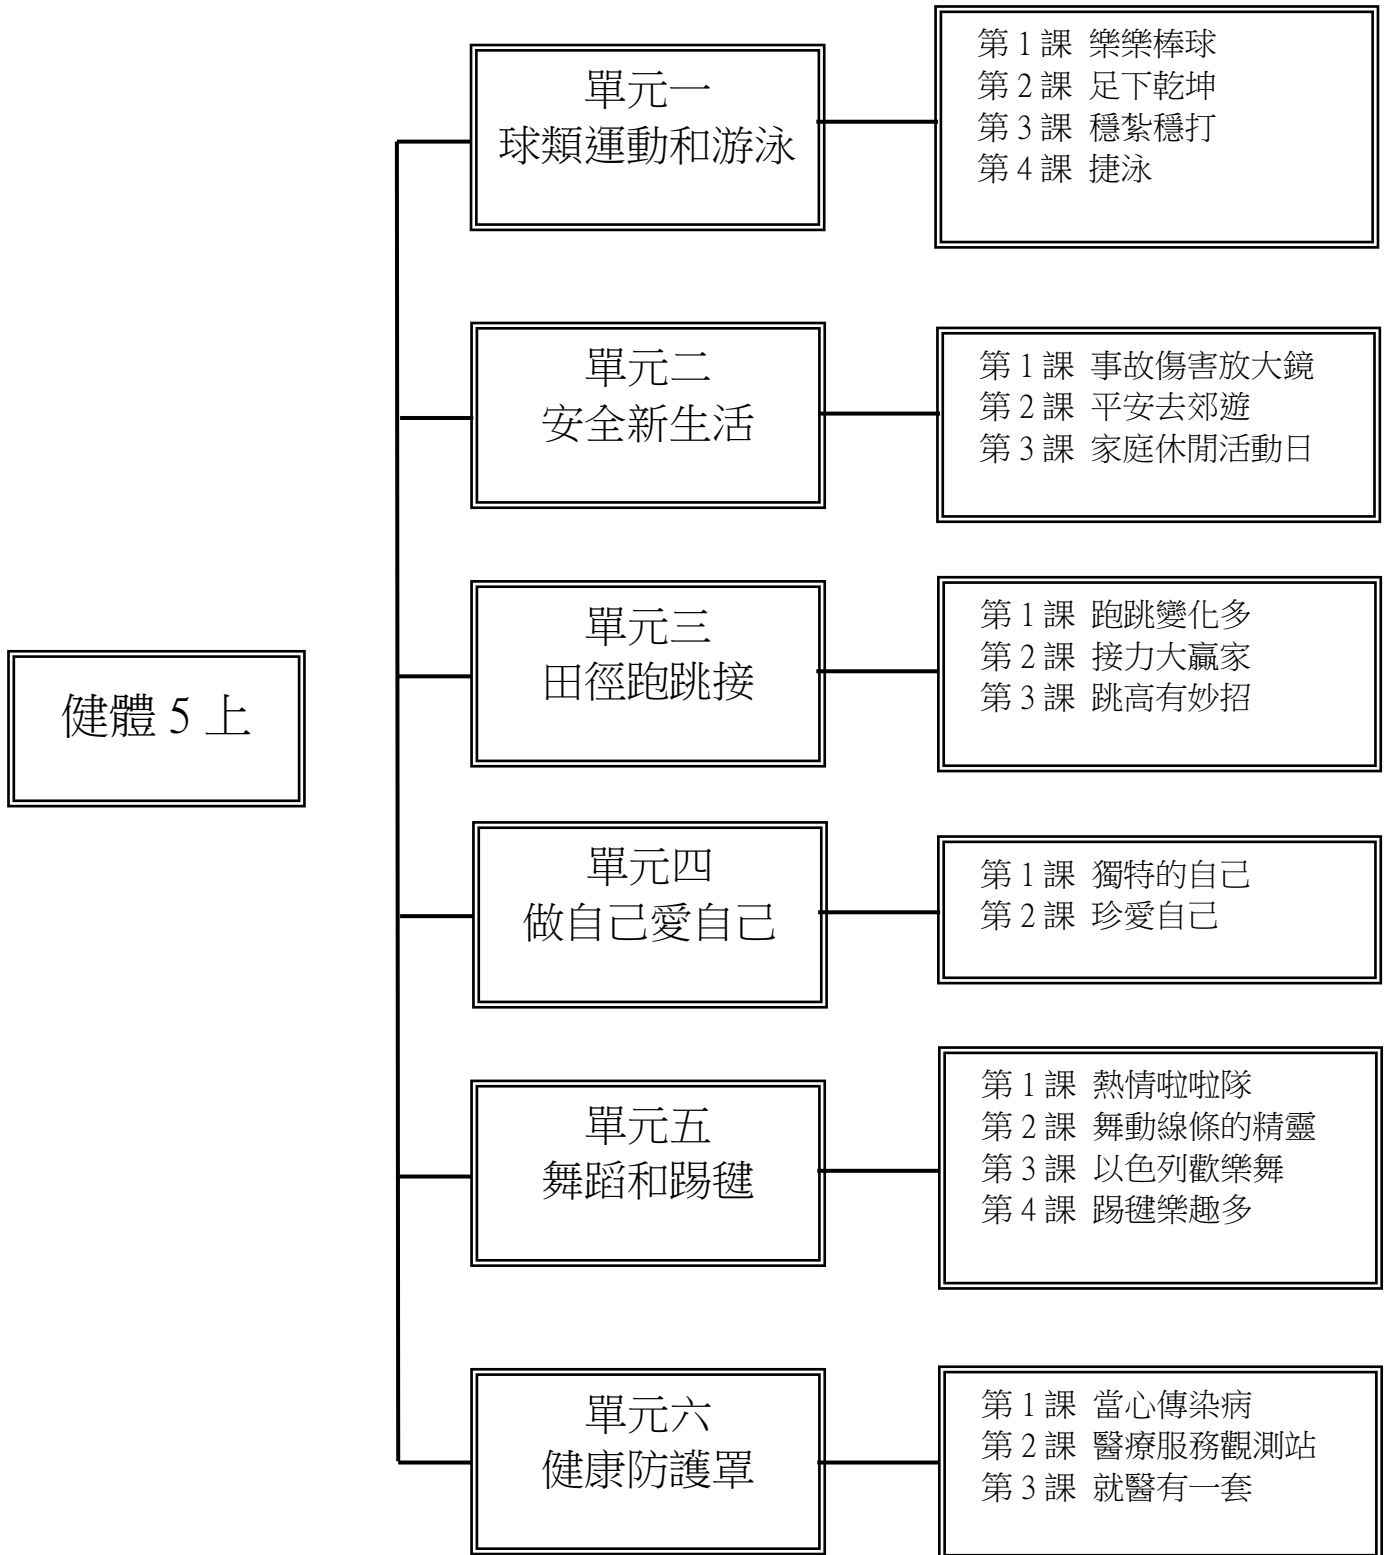 健體 5 上
單元一
球類運動和游泳
第 1 課 樂樂棒球
第 2 課 足下乾坤
第 3 課 穩紮穩打
第 4 課 捷泳
單元二
安全新生活
第 1 課 事故傷害放大鏡
第 2 課 平安去郊遊
第 3 課 家庭休閒活動日
單元三
田徑跑跳接
第 1 課 跑跳變化多
第 2 課 接力大贏家
第 3 課 跳高有妙招
單元四
做自己愛自己
第 1 課 獨特的自己
第 2 課 珍愛自己
單元五
舞蹈和踢毽
第 1 課 熱情啦啦隊
第 2 課 舞動線條的精靈
第 3 課 以色列歡樂舞
第 4 課 踢毽樂趣多
單元六
健康防護罩
第 1 課 當心傳染病
第 2 課 醫療服務觀測站
第 3 課 就醫有一套